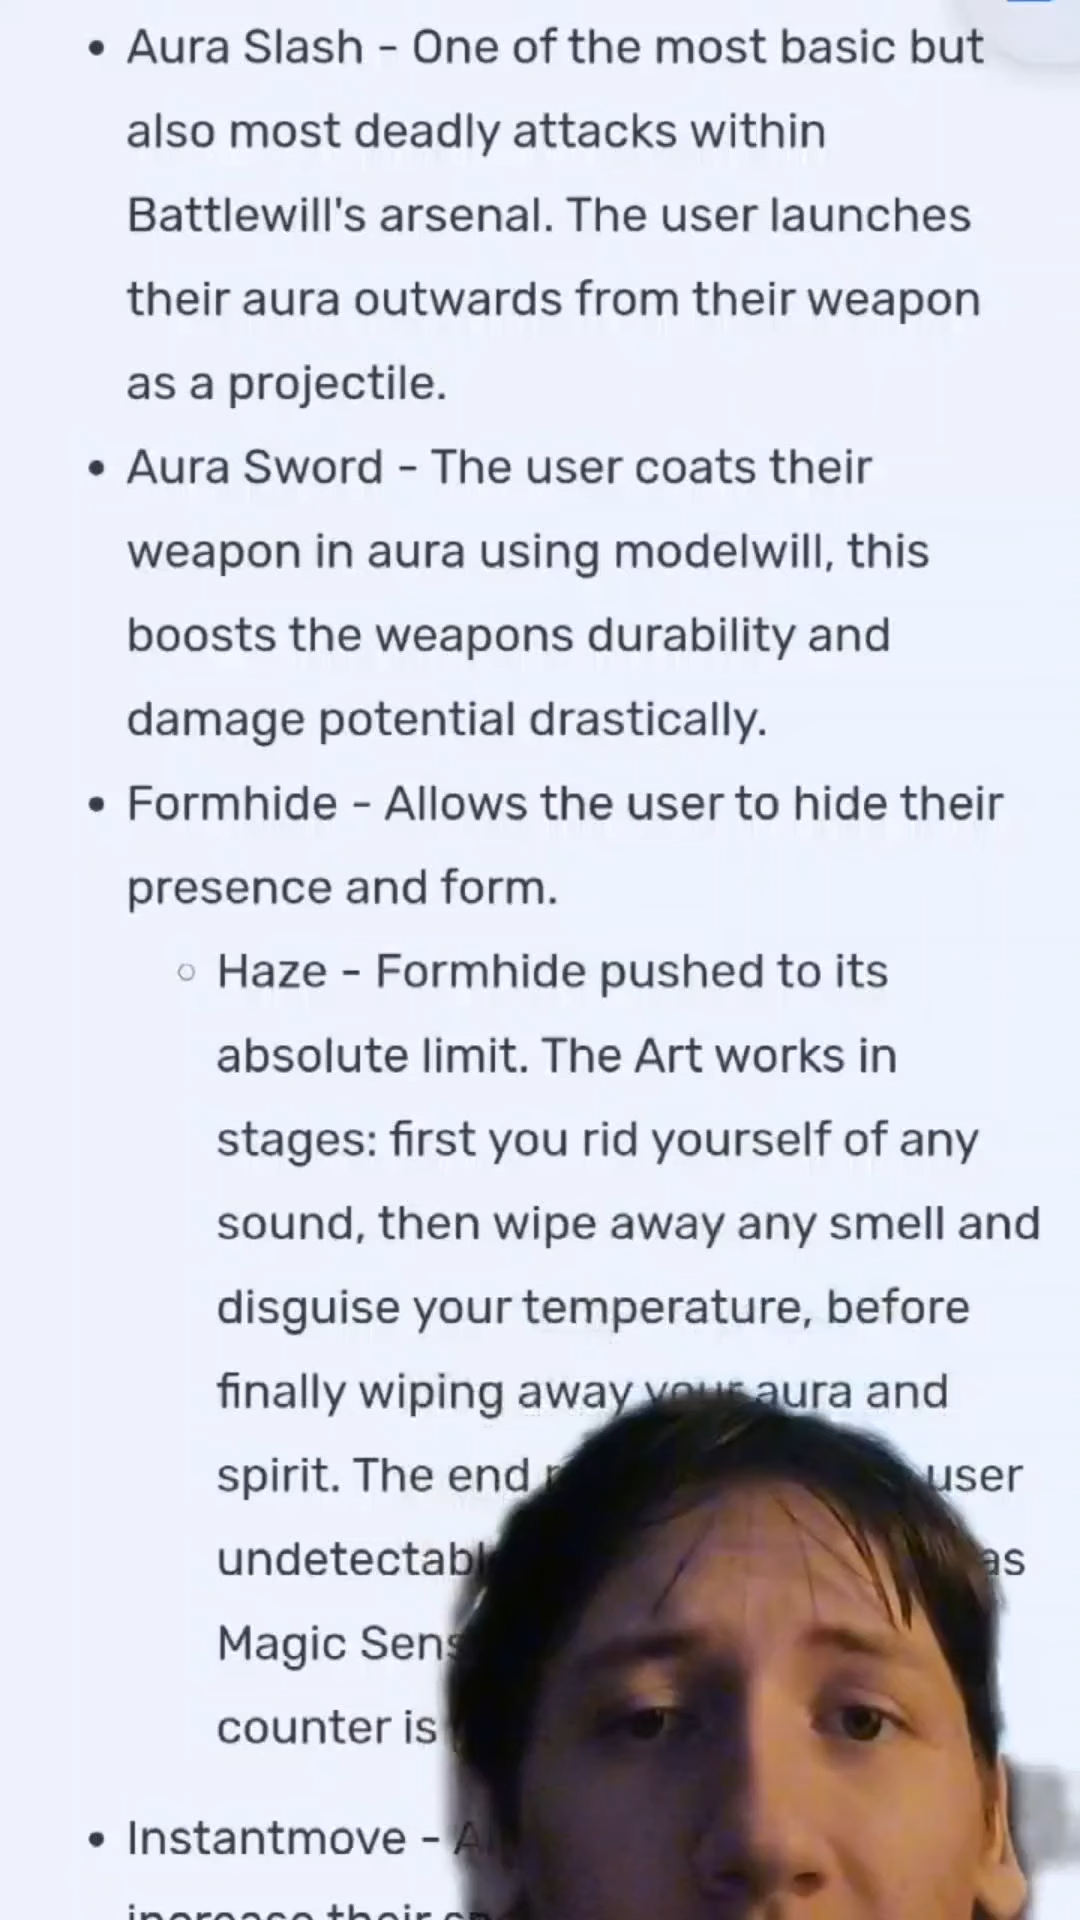 • Aura Slash - One of the most basic but
also most deadly attacks within
Battlewill's arsenal. The user launches
their aura outwards from their weapon
as a projectile.
• Aura Sword - The user coats their
weapon in aura using modelwill, this
boosts the weapons durability and
damage potential drastically.
• Formhide - Allows the user to hide their
presence and form.
○ Haze - Formhide pushed to its
absolute limit. The Art works in
stages: first you rid yourself of any
sound, then wipe away any smell and
disguise your temperature, before
finally wiping away your aura and
spirit. The end user
as
Magic
counter is
• Instantmove -
increase their